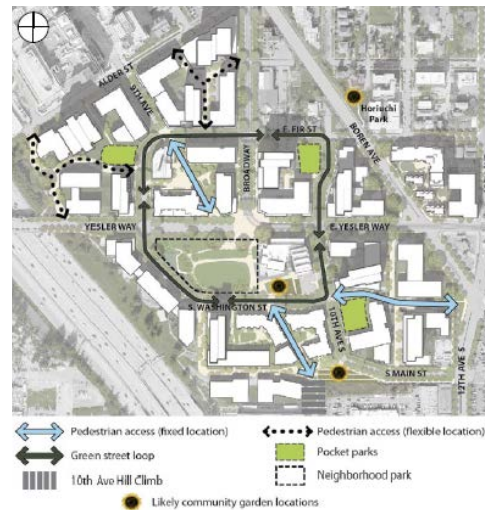 ALDER ST
9TH AVE
Horiuchi
Park
BOREN AVE
E. FIR ST
BROADWAY
YESLER WAY
E. YESLER WAY
S. WASHINGTON ST
10TH AVE S
S MAIN ST
12TH AVE S
Pedestrian access (fixed location)
Pedestrian access (flexible location)
Green street loop
Pocket parks
10th Ave Hill Climb
Neighborhood park
Likely community garden locations